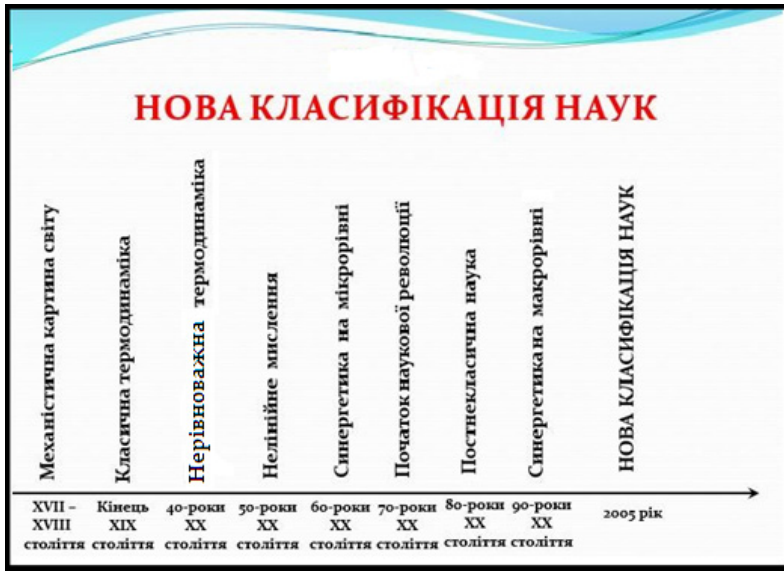 НОВА КЛАСИФІКАЦІЯ НАУК
Механістична картина світу
Класична термодинаміка
Нерівноважна термодинаміка
Нелінійне мислення
Синергетика на мікрорівні
Початок наукової революції
Постнекласична наука
Синергетика на макрорівні
НОВА КЛАСИФІКАЦІЯ НАУК
XVII –
XVIII
століття
Кінець
XIX
століття
40-роки
XX
століття
50-роки
XX
століття
60-роки
XX
століття
70-роки
XX
століття
80-роки
XX
століття
90-роки
XX
століття
2005 рік